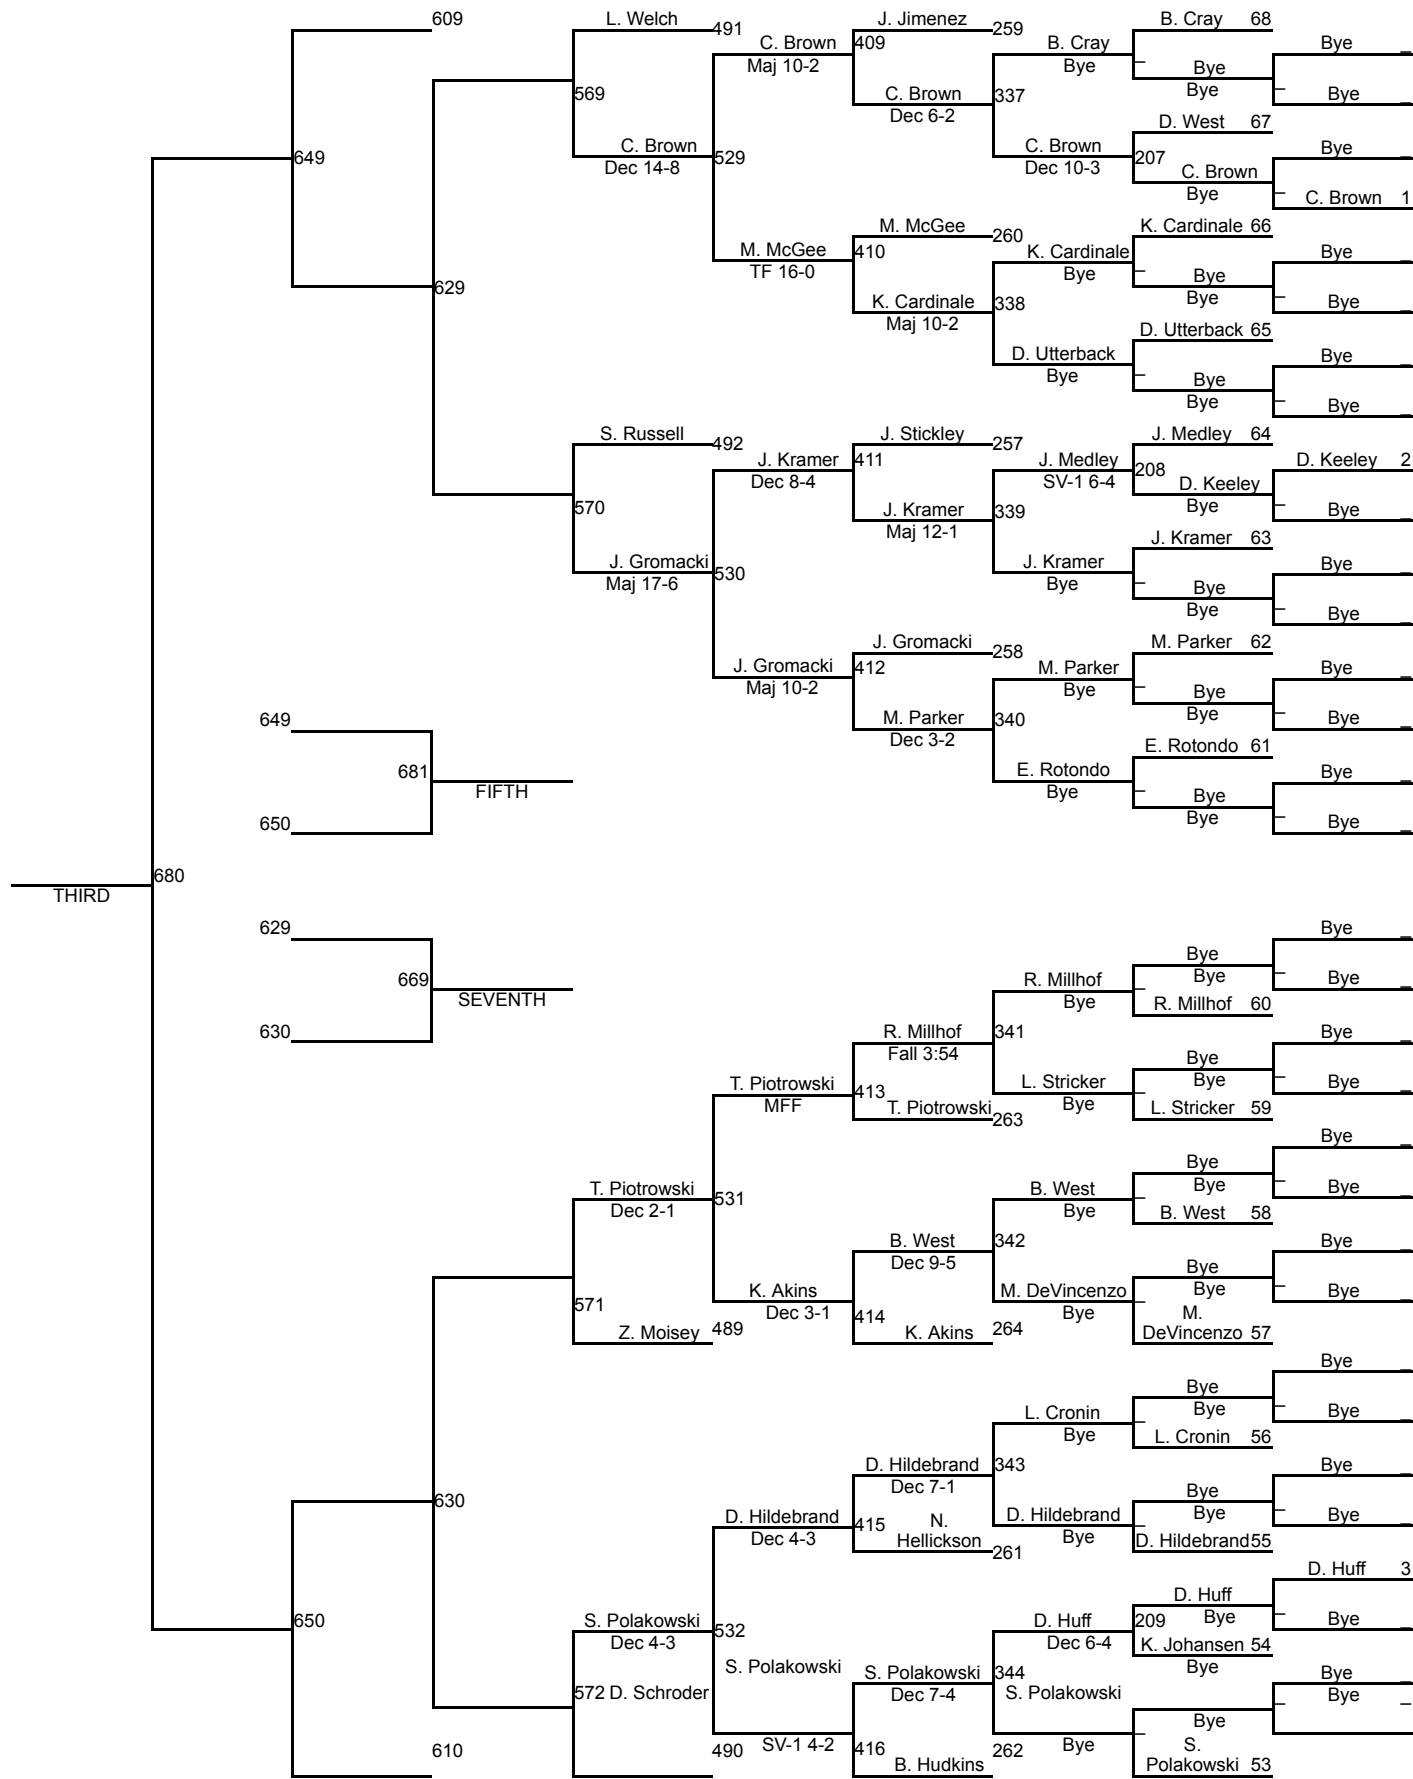 609
L. Welch
491
C. Brown
Maj 10-2
J. Jimenez
409
259
B. Cray
Bye
B. Cray 68
Bye
Bye _
_
Bye
Bye _
569
C. Brown
Dec 6-2
337
D. West 67
649
C. Brown
Dec 14-8
529
C. Brown
Dec 10-3
207
C. Brown
Bye
Bye _
_
C. Brown 1
M. McGee
TF 16-0
M. McGee
410
260
K. Cardinale
Bye
K. Cardinale 66
Bye _
_
Bye
Bye
_
Bye _
629
K. Cardinale
Maj 10-2
338
D. Utterback 65
D. Utterback
Bye
_
Bye
Bye
Bye _
_
Bye _
S. Russell
492
J. Kramer
Dec 8-4
J. Stickley
411
257
J. Medley
SV-1 6-4
J. Medley 64
208
D. Keeley
Bye
D. Keeley 2
_
Bye _
570
J. Kramer
Maj 12-1
339
J. Kramer 63
J. Gromacki
Maj 17-6
530
J. Kramer
Bye
_
Bye
Bye
Bye _
_
Bye _
J. Gromacki
Maj 10-2
J. Gromacki
412
258
M. Parker
Bye
M. Parker 62
_
Bye
Bye
Bye _
_
Bye _
649
681
FIFTH
650
M. Parker
Dec 3-2
340
E. Rotondo
Bye
E. Rotondo 61
_
Bye
Bye
Bye _
_
Bye _
THIRD
680
629
669
SEVENTH
630
R. Millhof
Bye
Bye
Bye
_
R. Millhof 60
Bye _
_
Bye _
R. Millhof
Fall 3:54
341
T. Piotrowski
MFF
413
T. Piotrowski
263
L. Stricker
Bye
Bye
Bye
_
L. Stricker 59
Bye _
_
Bye _
T. Piotrowski
Dec 2-1
531
B. West
Bye
Bye
Bye
_
B. West 58
Bye _
_
Bye _
B. West
Dec 9-5
342
571
Z. Moisey 489
K. Akins
Dec 3-1
414
K. Akins 264
M. DeVincenzo
Bye
Bye
Bye
_
M.
DeVincenzo 57
Bye _
_
Bye _
L. Cronin
Bye
Bye
Bye
_
L. Cronin 56
Bye _
_
Bye _
630
D. Hildebrand
Dec 7-1
343
D. Hildebrand
Dec 4-3
415
N.
Hellickson
261
D. Hildebrand
Bye
Bye
Bye
_
D. Hildebrand 55
Bye _
_
Bye _
650
S. Polakowski
Dec 4-3
532
D. Huff
Dec 6-4
D. Huff
Bye
209
K. Johansen 54
Bye
D. Huff 3
_
Bye _
572 D. Schroder
S. Polakowski
S. Polakowski
Dec 7-4
344
S. Polakowski
Bye _
Bye _
_
610
490
SV-1 4-2
416
B. Hudkins
262
Bye
_
Bye
S.
Polakowski 53